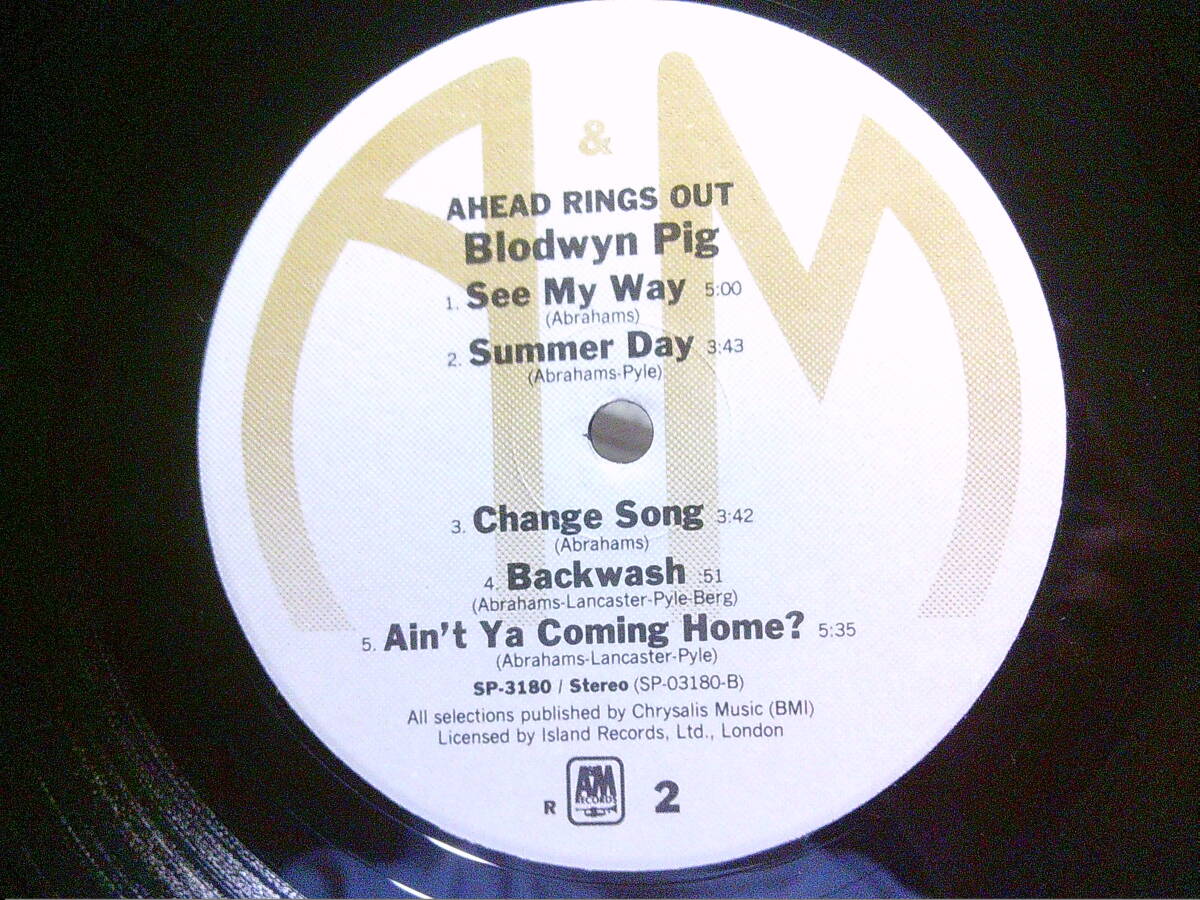 A & M
AHEAD RINGS OUT
Blodwyn Pig
1. See My Way 5:00
(Abrahams)
2. Summer Day 3:43
(Abrahams-Pyle)
3. Change Song 3:42
(Abrahams)
4. Backwash :51
(Abrahams-Lancaster-Pyle-Berg)
5. Ain't Ya Coming Home? 5:35
(Abrahams-Lancaster-Pyle)
SP-3180 / Stereo (SP-03180-B)
All selections published by Chrysalis Music (BMI)
Licensed by Island Records, Ltd., London
R AM 2
RECORDS